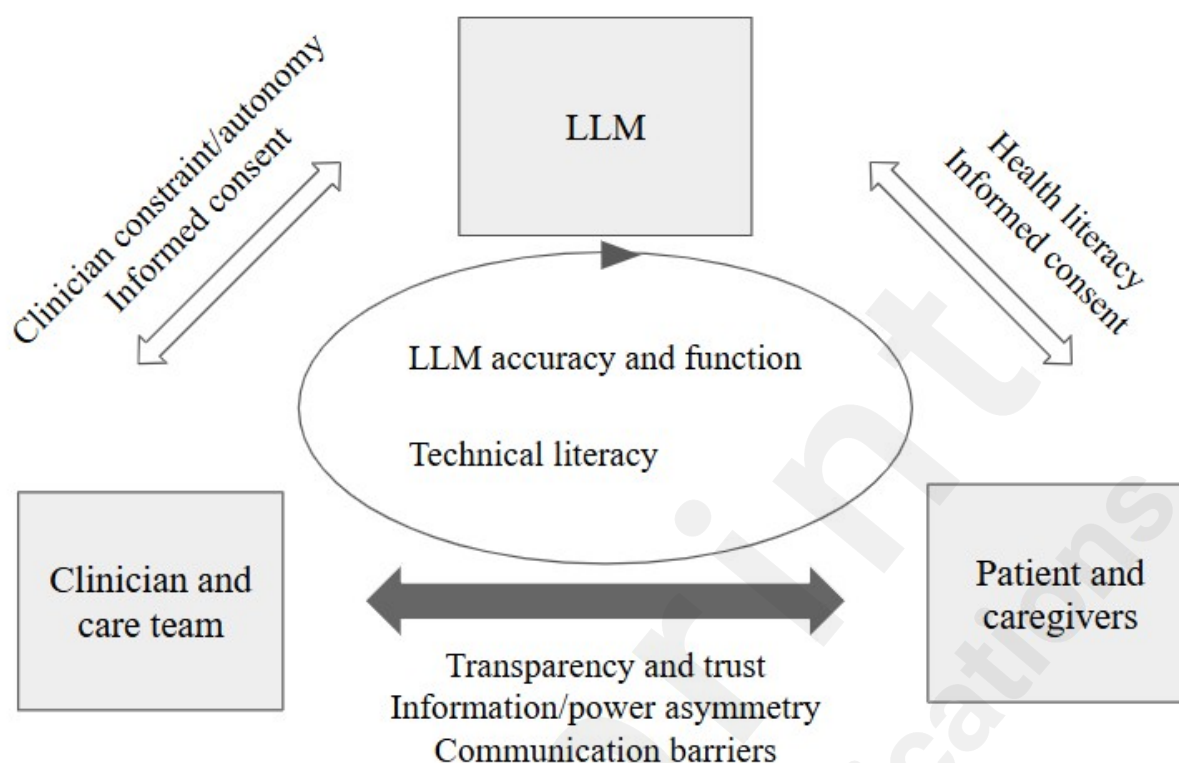 LLM
Clinician constraint/autonomy
Informed consent
Health literacy
Informed consent
LLM accuracy and function
Technical literacy
Clinician and
care team
Patient and
caregivers
Transparency and trust
Information/power asymmetry
Communication barriers